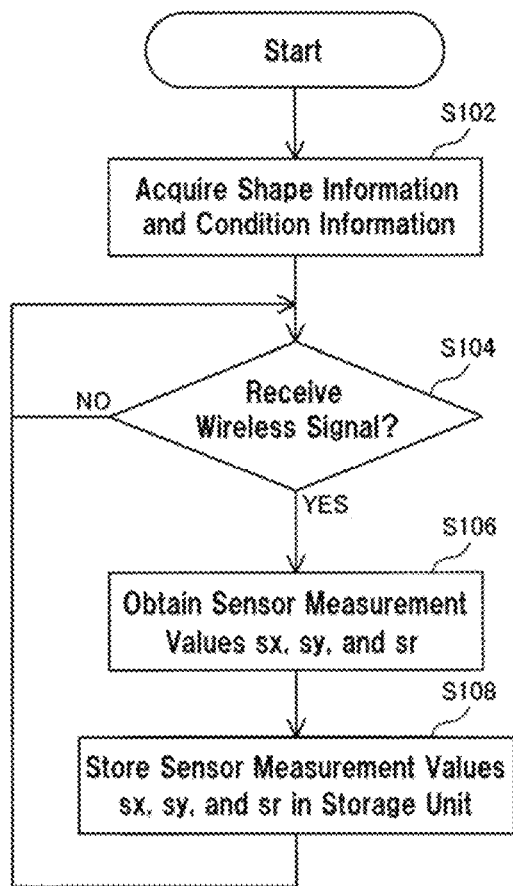 Start
S102
Acquire Shape Information
and Condition Information
S104
Receive
Wireless Signal?
NO
YES
S106
Obtain Sensor Measurement
Values sx, sy, and sr
S108
Store Sensor Measurement Values
sx, sy, and sr in Storage Unit